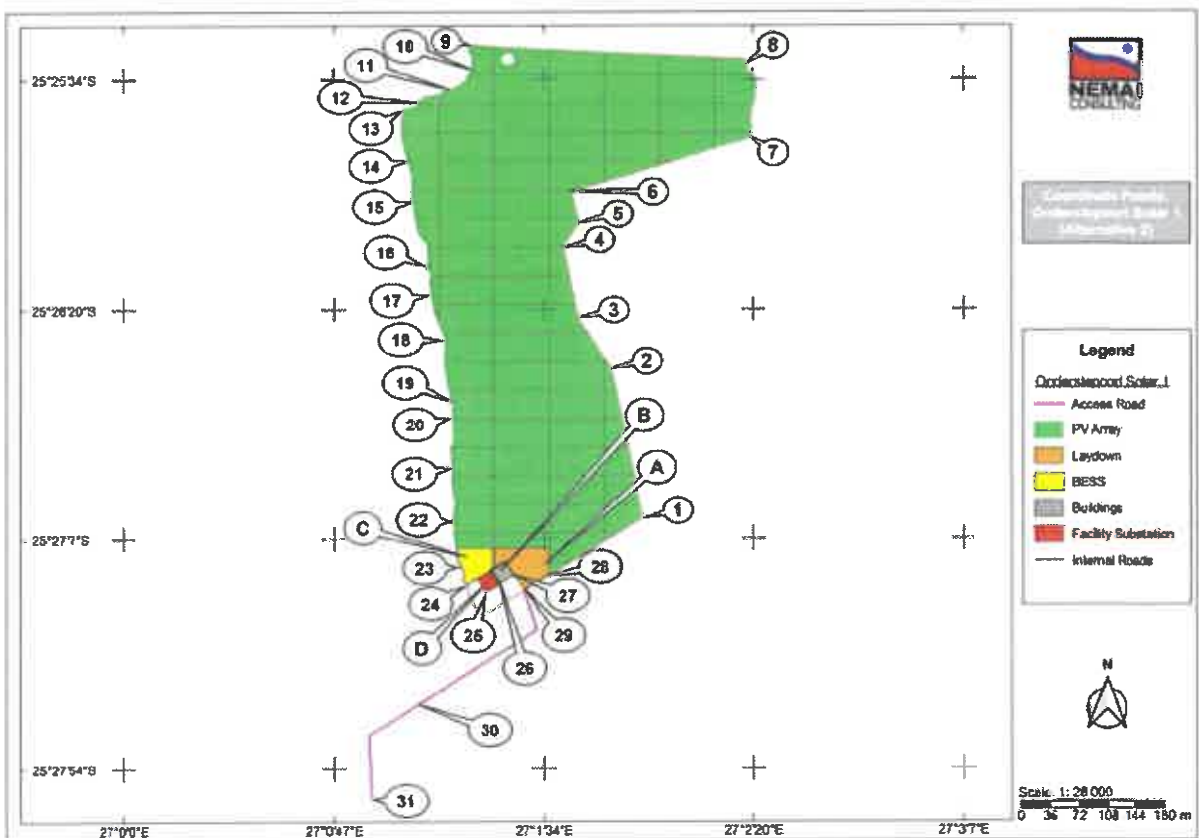 9
10
8
25°25'34"S
11
NEMAI
CONSULTING
12
13
7
14
6
15
5
4
16
17
3
25°26'20"S
18
2
Legend
19
Onderstepoort Solar 1
B
Access Road
20
PV Array
A
Laydown
21
BESS
1
Buildings
22
C
25°27'7"S
Facility Substation
Internal Roads
23
28
24
27
D
25
29
26
N
30
25°27'54"S
31
Scale: 1: 28 000
0 36 72 108 144 180 m
27°0'0"E 27°0'47"E 27°1'34"E 27°2'20"E 27°3'7"E